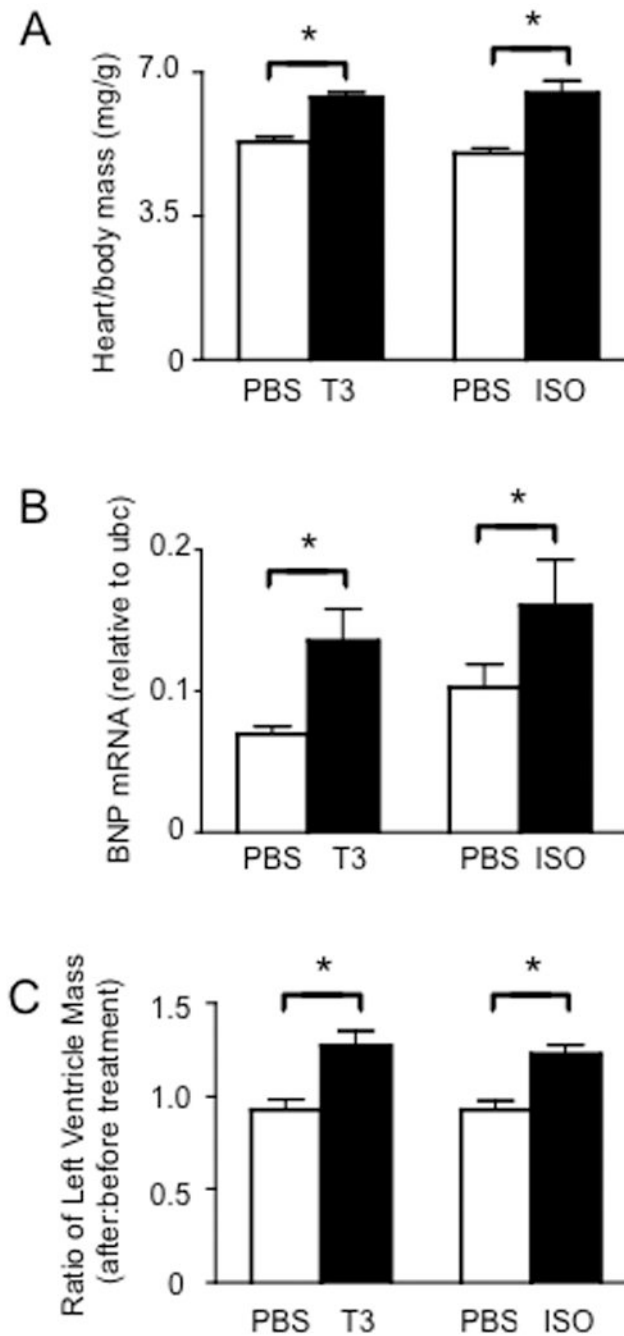 A
* *
Heart/body mass (mg/g)
7.0
3.5
0
PBS T3 PBS ISO
B
* *
BNP mRNA (relative to ubc)
0.2
0.1
0
PBS T3 PBS ISO
C
* *
Ratio of Left Ventricle Mass
(after:before treatment)
1.5
1.0
0.5
0
PBS T3 PBS ISO